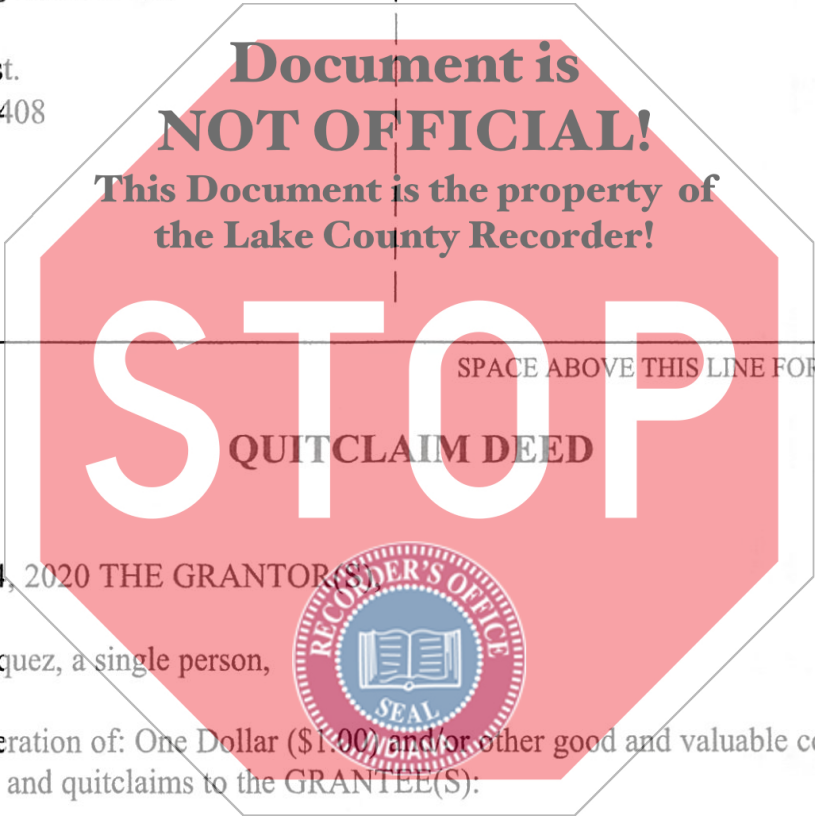 st.
408
Document is
NOT OFFICIAL!
This Document is the property of
the Lake County Recorder!
STOP
SPACE ABOVE THIS LINE FOR
QUITCLAIM DEED
4, 2020 THE GRANTOR(S),
quez, a single person,
RECORDER'S OFFICE
SEAL
INDIANA
eration of: One Dollar ($1.00) and/or other good and valuable co
and quitclaims to the GRANTEE(S):